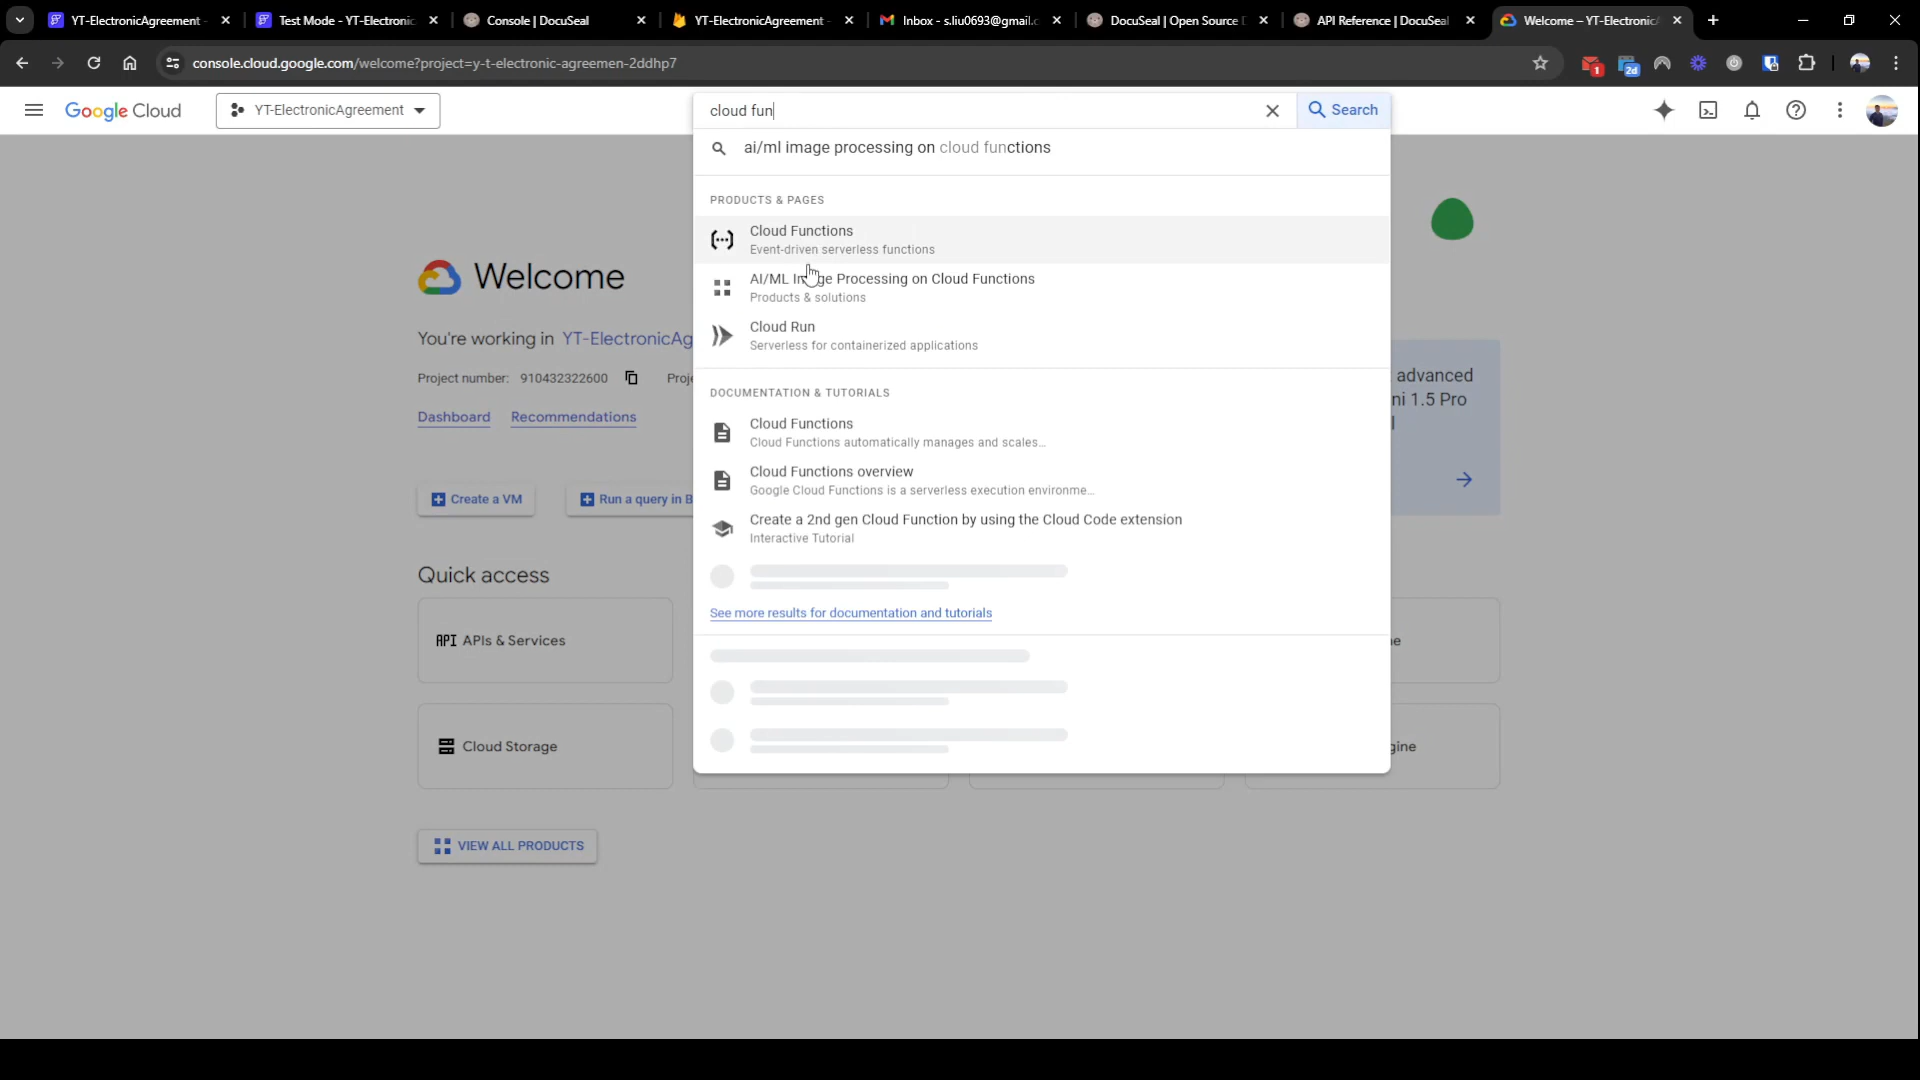 YT-ElectronicAgreement -
Test Mode - YT-Electronic
Console | DocuSeal
YT-ElectronicAgreement -
Inbox - s.liu0693@gmail.c
DocuSeal | Open Source D
API Reference | DocuSeal
Welcome – YT-Electronic
console.cloud.google.com/welcome?project=y-t-electronic-agreemen-2ddhp7
1
2d
Google Cloud
YT-ElectronicAgreement
cloud fun
Search
ai/ml image processing on cloud functions
PRODUCTS & PAGES
Cloud Functions
Event-driven serverless functions
AI/ML Image Processing on Cloud Functions
Products & solutions
Cloud Run
Serverless for containerized applications
DOCUMENTATION & TUTORIALS
Cloud Functions
Cloud Functions automatically manages and scales...
Cloud Functions overview
Google Cloud Functions is a serverless execution environme...
Create a 2nd gen Cloud Function by using the Cloud Code extension
Interactive Tutorial
See more results for documentation and tutorials
Welcome
You're working in YT-ElectronicAg
Project number: 910432322600
Proje
Dashboard
Recommendations
advanced
ni 1.5 Pro
Create a VM
Run a query in B
Quick access
API APIs & Services
Cloud Storage
gine
VIEW ALL PRODUCTS